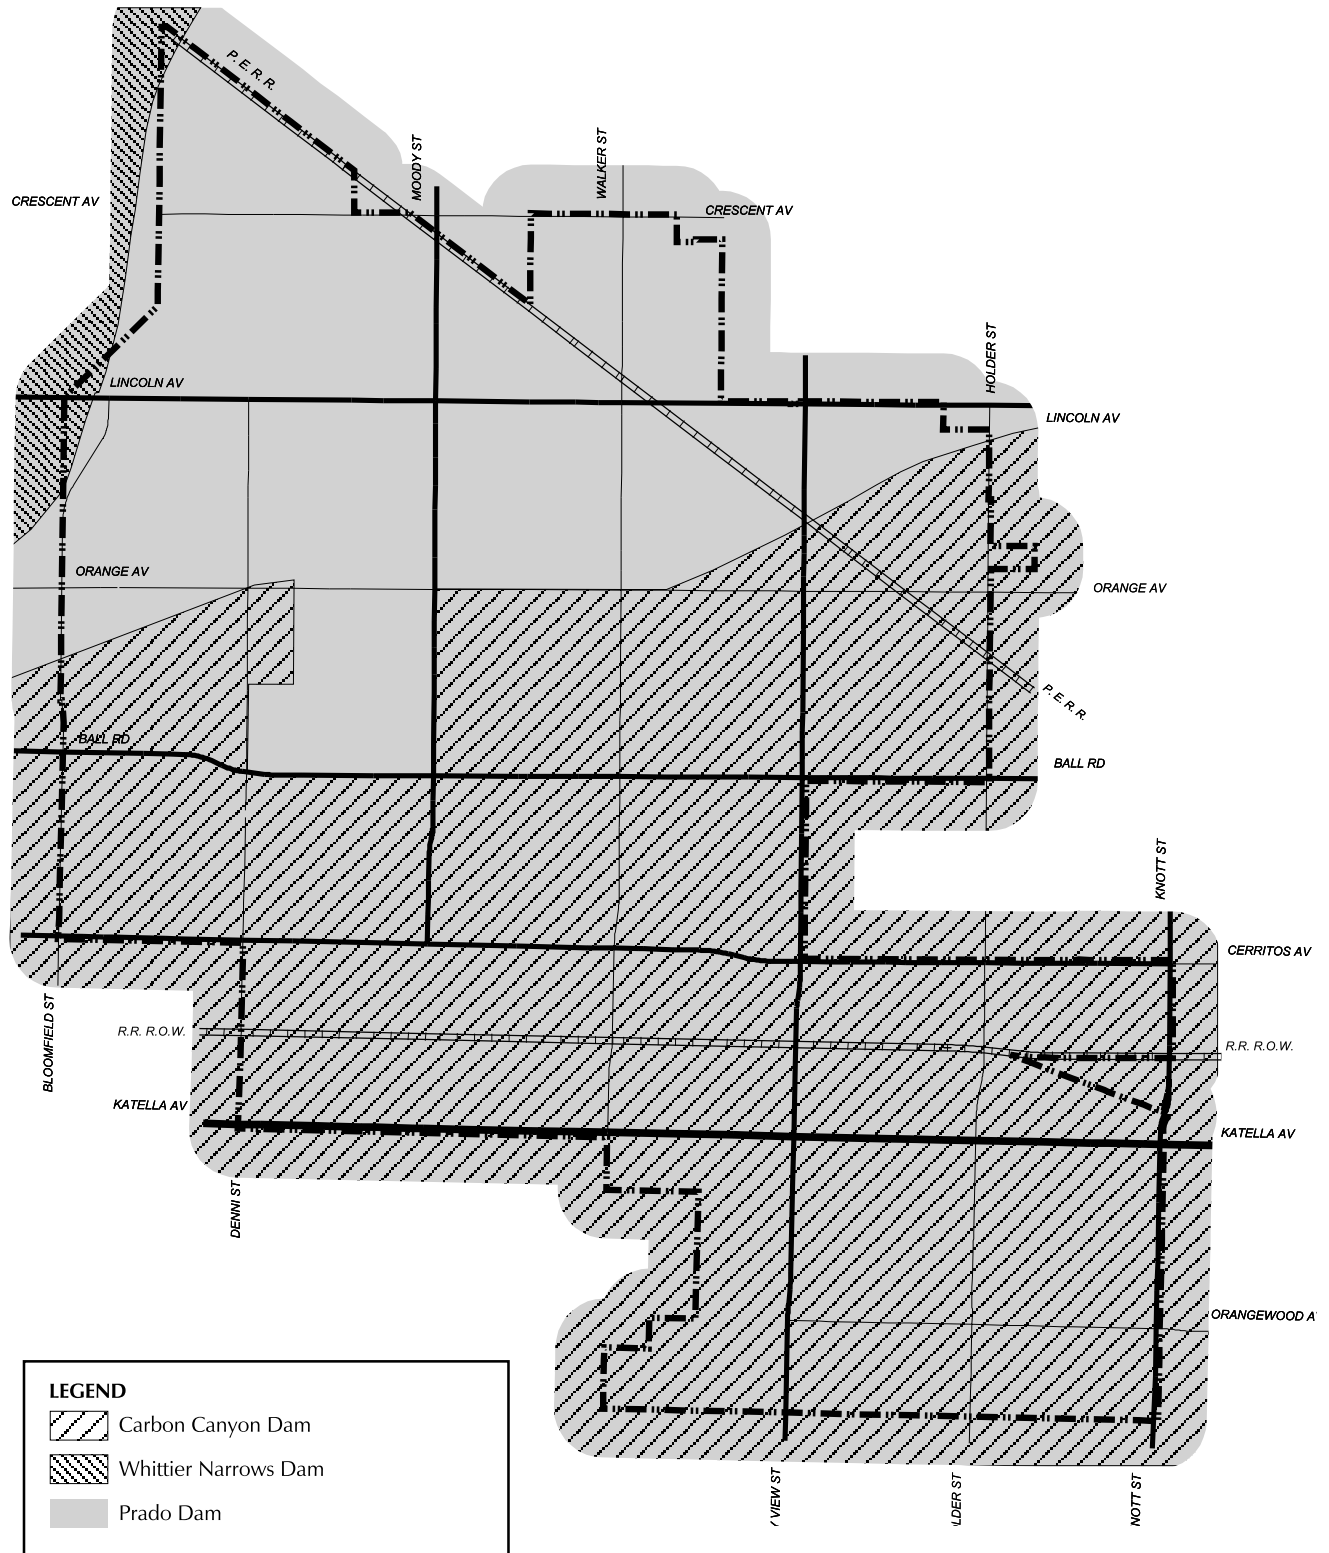 P. E. R. R.
MOODY ST
WALKER ST
CRESCENT AV
CRESCENT AV
HOLDER ST
LINCOLN AV
LINCOLN AV
ORANGE AV
ORANGE AV
P. E. R. R.
BALL RD
BALL RD
KNOTT ST
CERRITOS AV
BLOOMFIELD ST
R.R. R.O.W.
R.R. R.O.W.
KATELLA AV
KATELLA AV
DENNI ST
ORANGEWOOD A
LEGEND
Carbon Canyon Dam
Whittier Narrows Dam
Prado Dam
VIEW ST
LDER ST
NOTT ST